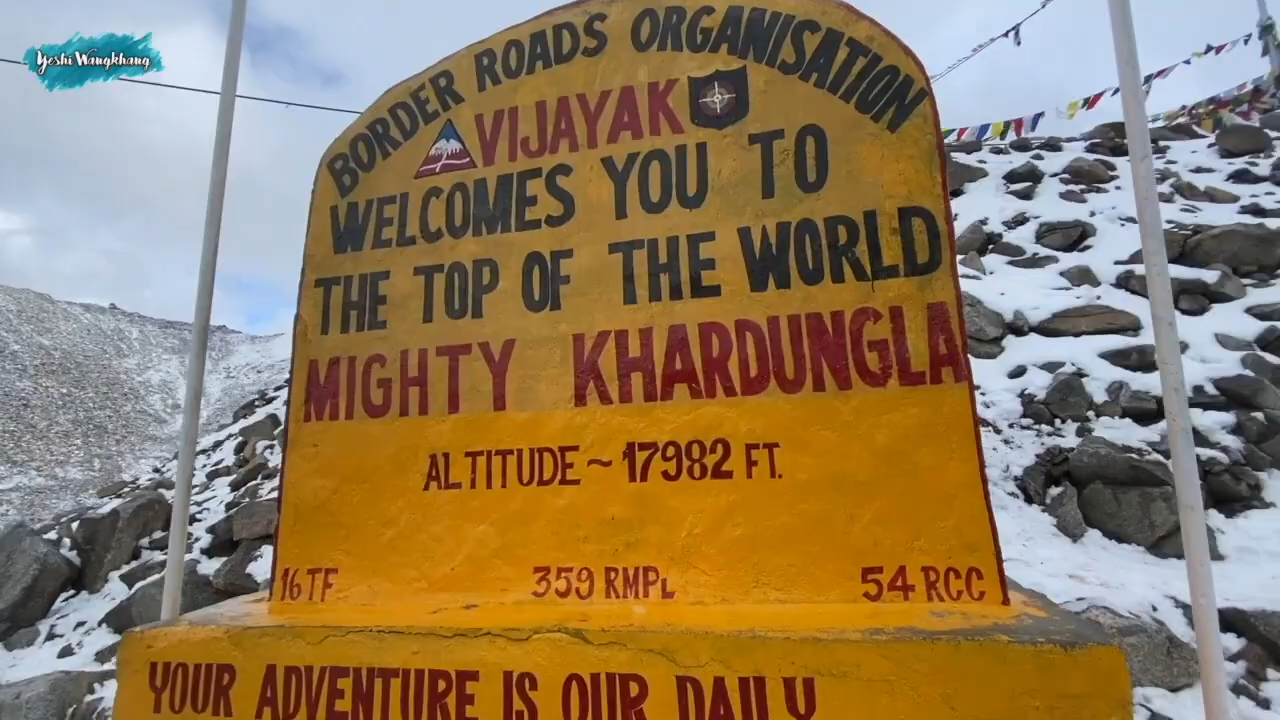 Yeshi Wangkhang
BORDER ROADS ORGANISATION
VIJAYAK
WELCOMES YOU TO
THE TOP OF THE WORLD
MIGHTY KHARDUNGLA
ALTITUDE ~ 17982 FT.
16 TF 359 RMPL 54 RCC
YOUR ADVENTURE IS OUR DAILY